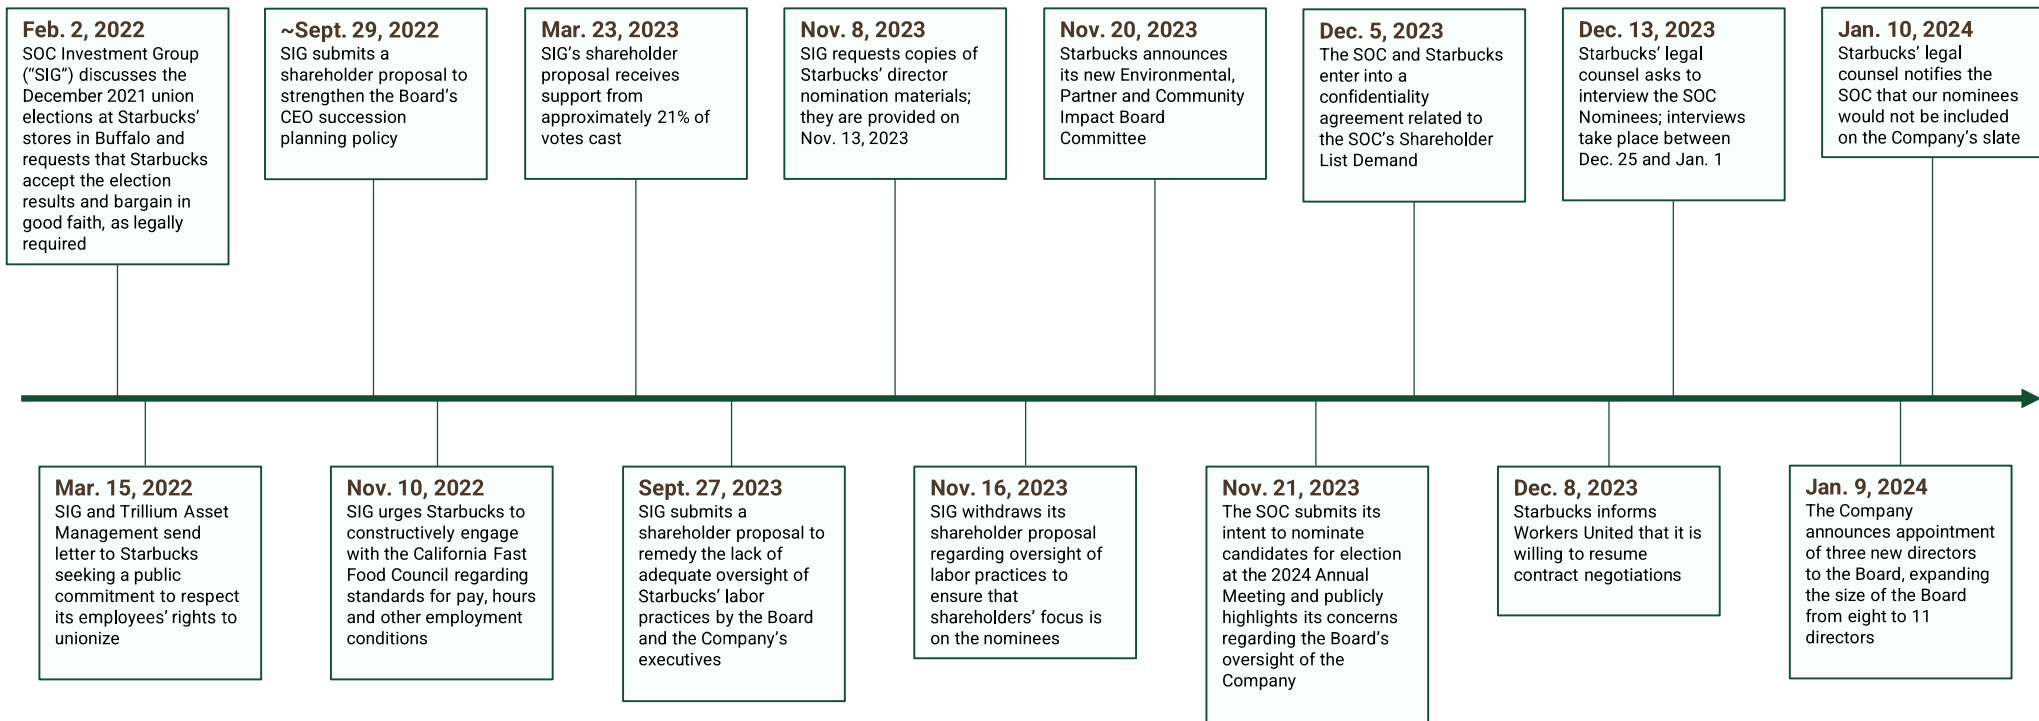 Feb. 2, 2022
SOC Investment Group
(“SIG”) discusses the
December 2021 union
elections at Starbucks’
stores in Buffalo and
requests that Starbucks
accept the election
results and bargain in
good faith, as legally
required
~Sept. 29, 2022
SIG submits a
shareholder proposal to
strengthen the Board’s
CEO succession
planning policy
Mar. 23, 2023
SIG’s shareholder
proposal receives
support from
approximately 21% of
votes cast
Nov. 8, 2023
SIG requests copies of
Starbucks’ director
nomination materials;
they are provided on
Nov. 13, 2023
Nov. 20, 2023
Starbucks announces
its new Environmental,
Partner and Community
Impact Board
Committee
Dec. 5, 2023
The SOC and Starbucks
enter into a
confidentiality
agreement related to
the SOC’s Shareholder
List Demand
Dec. 13, 2023
Starbucks’ legal
counsel asks to
interview the SOC
Nominees; interviews
take place between
Dec. 25 and Jan. 1
Jan. 10, 2024
Starbucks’ legal
counsel notifies the
SOC that our nominees
would not be included
on the Company’s slate
Mar. 15, 2022
SIG and Trillium Asset
Management send
letter to Starbucks
seeking a public
commitment to respect
its employees’ rights to
unionize
Nov. 10, 2022
SIG urges Starbucks to
constructively engage
with the California Fast
Food Council regarding
standards for pay, hours
and other employment
conditions
Sept. 27, 2023
SIG submits a
shareholder proposal to
remedy the lack of
adequate oversight of
Starbucks’ labor
practices by the Board
and the Company’s
executives
Nov. 16, 2023
SIG withdraws its
shareholder proposal
regarding oversight of
labor practices to
ensure that
shareholders’ focus is
on the nominees
Nov. 21, 2023
The SOC submits its
intent to nominate
candidates for election
at the 2024 Annual
Meeting and publicly
highlights its concerns
regarding the Board’s
oversight of the
Company
Dec. 8, 2023
Starbucks informs
Workers United that it is
willing to resume
contract negotiations
Jan. 9, 2024
The Company
announces appointment
of three new directors
to the Board, expanding
the size of the Board
from eight to 11
directors